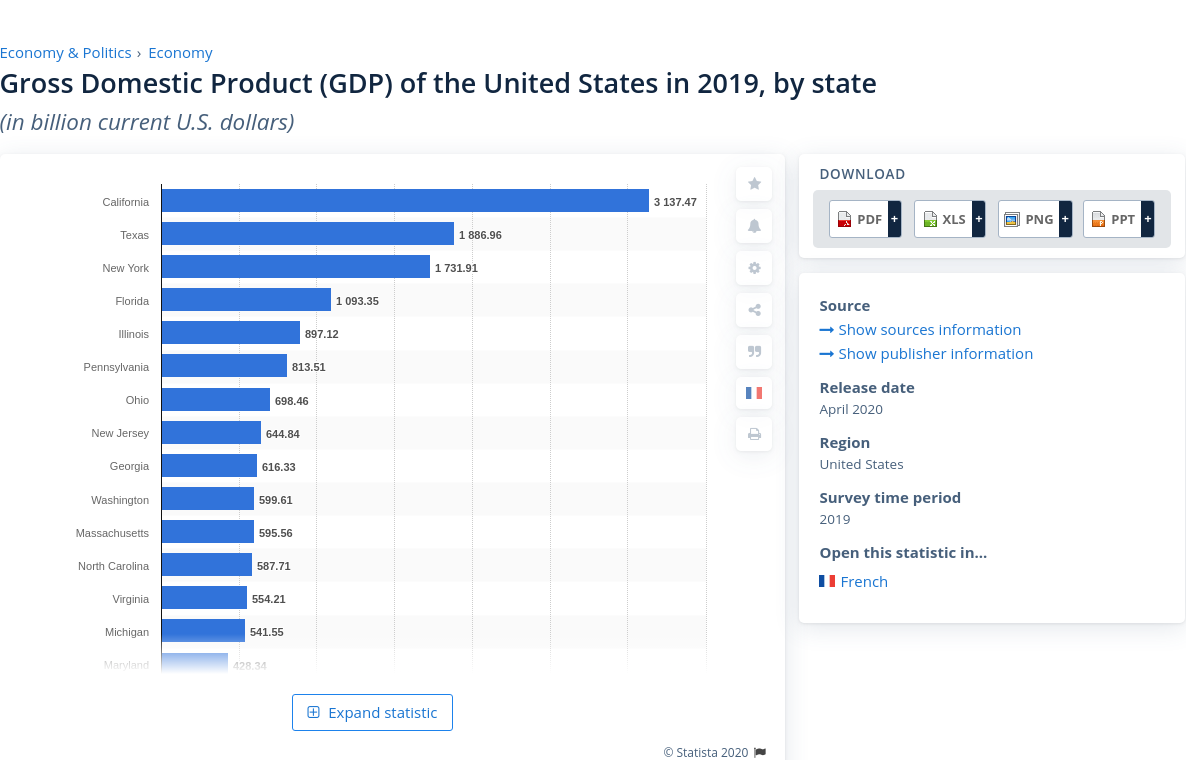 Economy & Politics › Economy
Gross Domestic Product (GDP) of the United States in 2019, by state
(in billion current U.S. dollars)
California 3 137.47
Texas 1 886.96
New York 1 731.91
Florida 1 093.35
Illinois 897.12
Pennsylvania 813.51
Ohio 698.46
New Jersey 644.84
Georgia 616.33
Washington 599.61
Massachusetts 595.56
North Carolina 587.71
Virginia 554.21
Michigan 541.55
Maryland 428.34
Expand statistic
© Statista 2020
DOWNLOAD
PDF + XLS + PNG + PPT +
Source
Show sources information
Show publisher information
Release date
April 2020
Region
United States
Survey time period
2019
Open this statistic in...
French